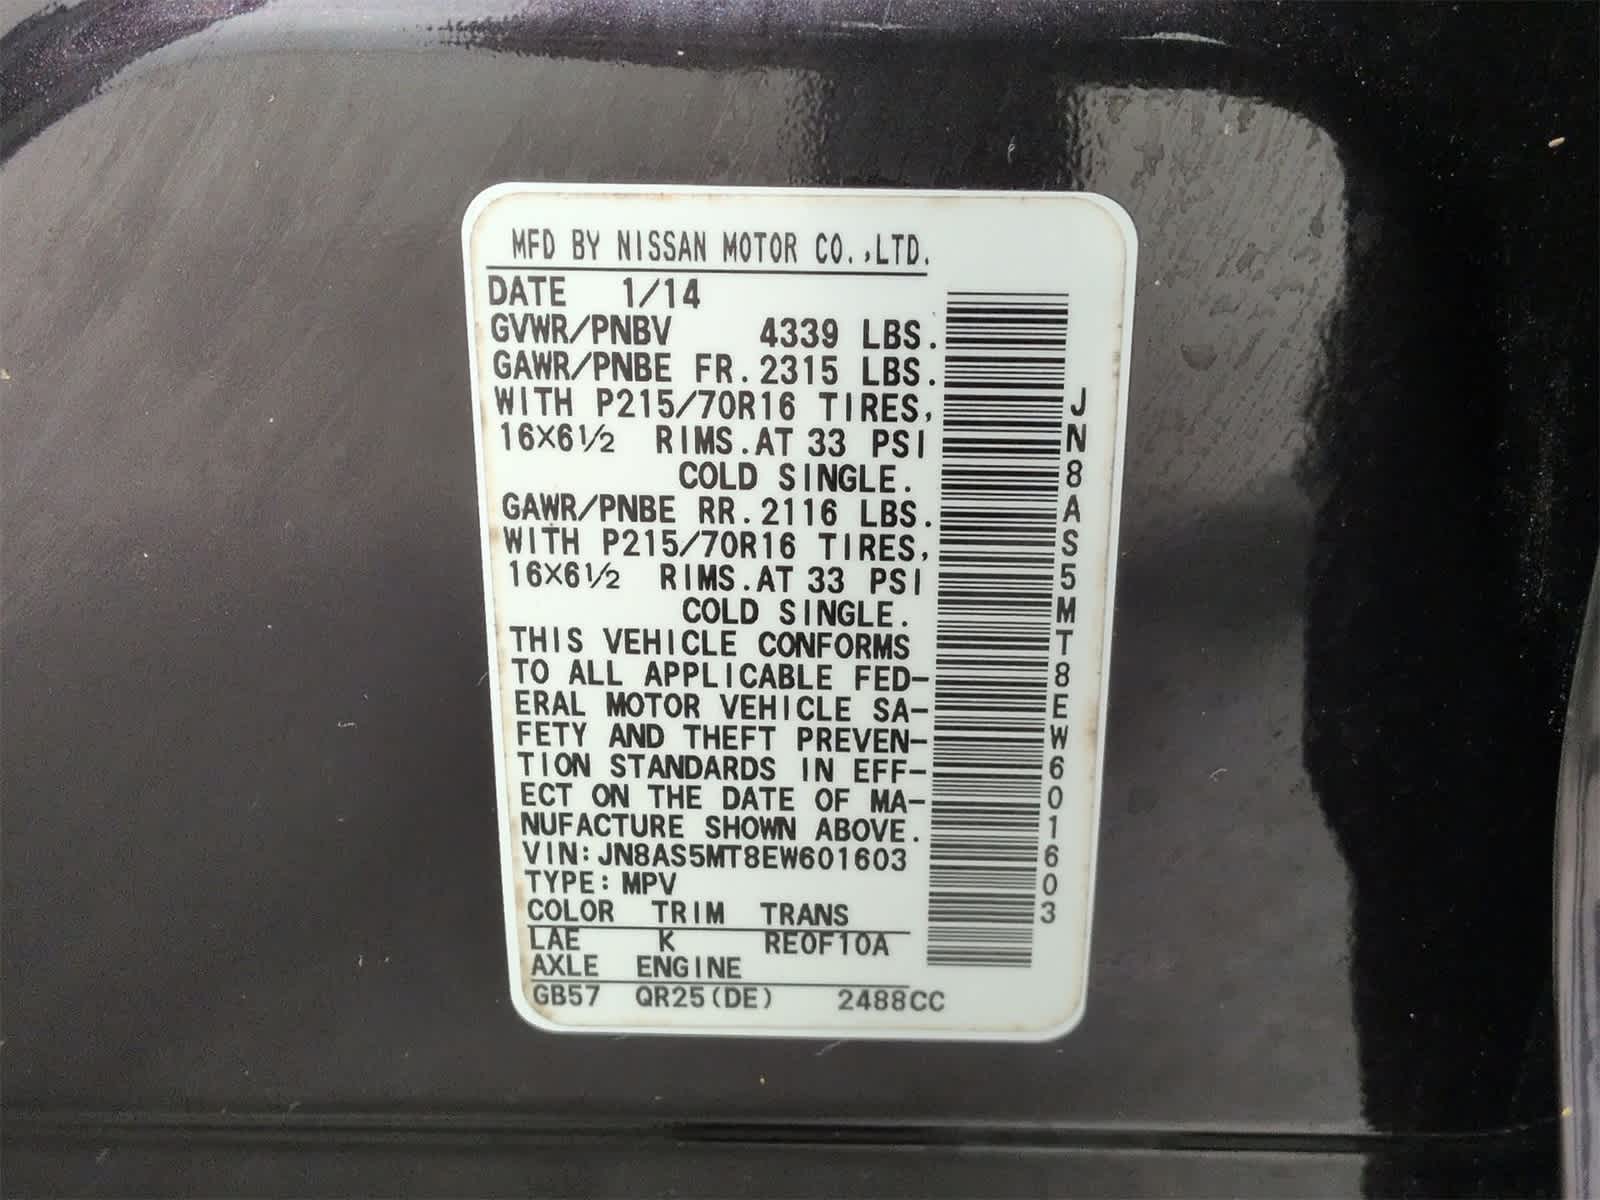 MFD BY NISSAN MOTOR CO.,LTD.
DATE 1/14
GVWR/PNBV 4339 LBS.
GAWR/PNBE FR.2315 LBS.
WITH P215/70R16 TIRES,
16X6½ RIMS.AT 33 PSI
COLD SINGLE.
GAWR/PNBE RR.2116 LBS.
WITH P215/70R16 TIRES,
16X6½ RIMS.AT 33 PSI
COLD SINGLE.
THIS VEHICLE CONFORMS
TO ALL APPLICABLE FED-
ERAL MOTOR VEHICLE SA-
FETY AND THEFT PREVEN-
TION STANDARDS IN EFF-
ECT ON THE DATE OF MA-
NUFACTURE SHOWN ABOVE.
VIN:JN8AS5MT8EW601603
TYPE:MPV
COLOR TRIM TRANS
LAE K RE0F10A
AXLE ENGINE
GB57 QR25(DE) 2488CC
JN8AS5MT8EW601603